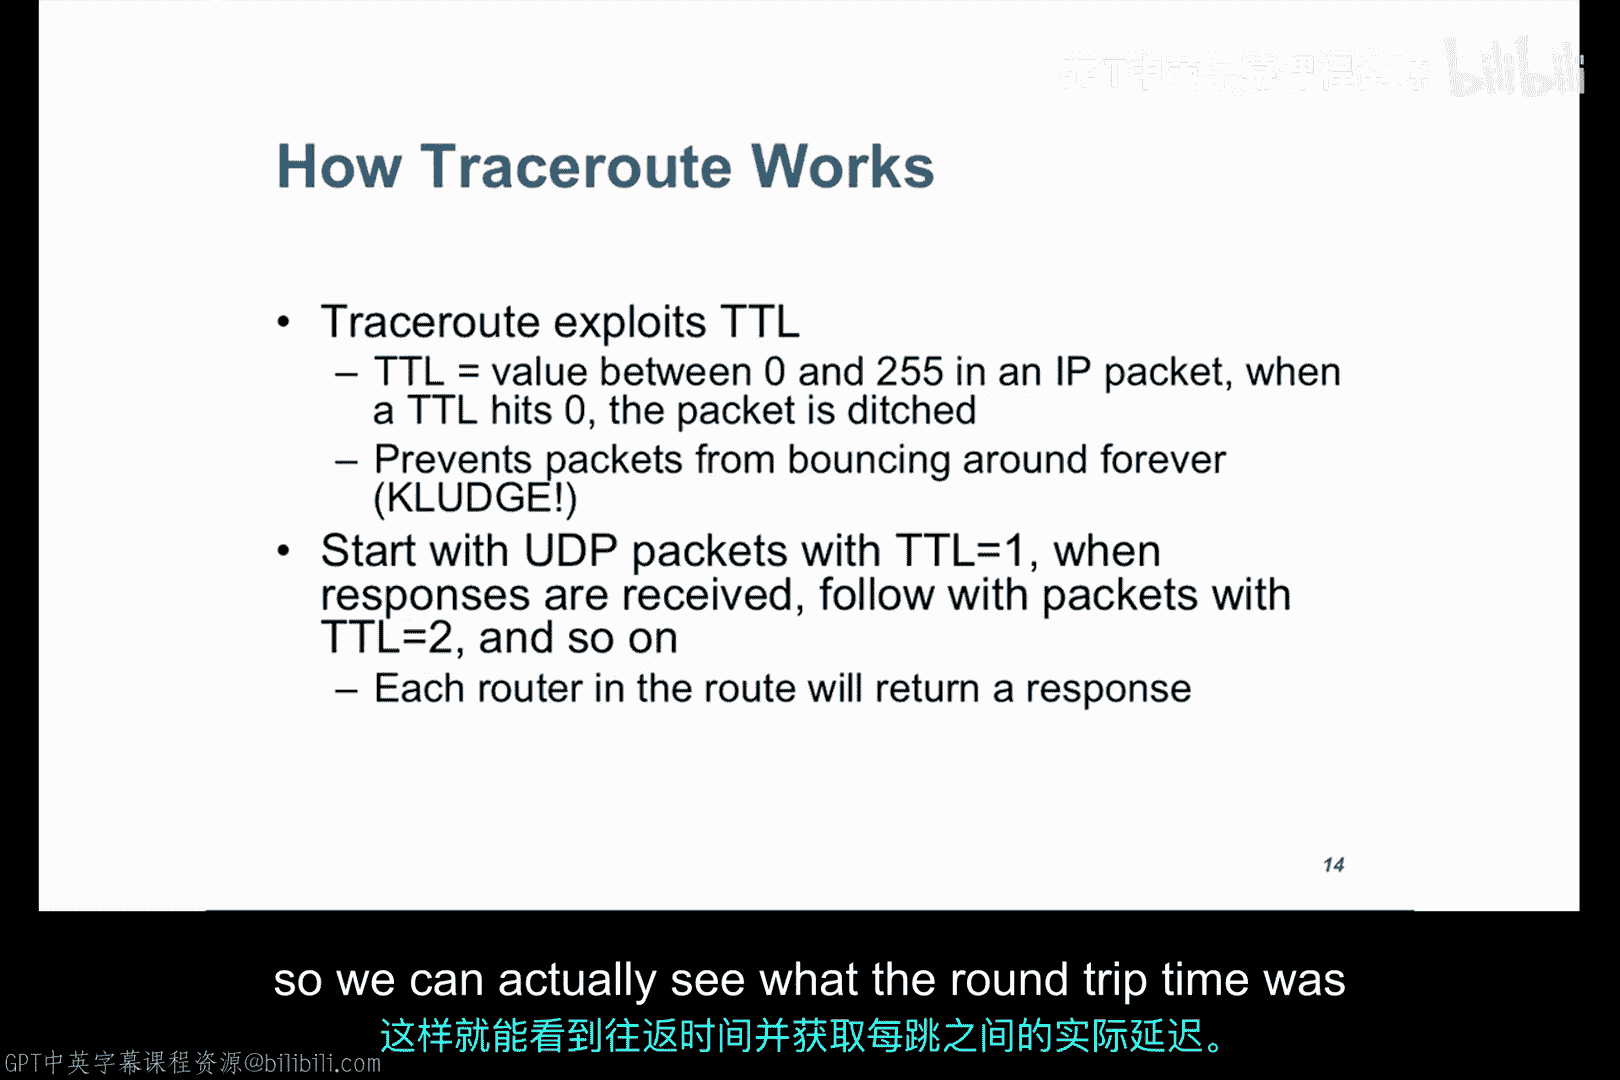 bilibili
How Traceroute Works
• Traceroute exploits TTL
– TTL = value between 0 and 255 in an IP packet, when
a TTL hits 0, the packet is ditched
– Prevents packets from bouncing around forever
(KLUDGE!)
• Start with UDP packets with TTL=1, when
responses are received, follow with packets with
TTL=2, and so on
– Each router in the route will return a response
14
so we can actually see what the round trip time was
这样就能看到往返时间并获取每跳之间的实际延迟。
GPT中英字幕课程资源@bilibili.com